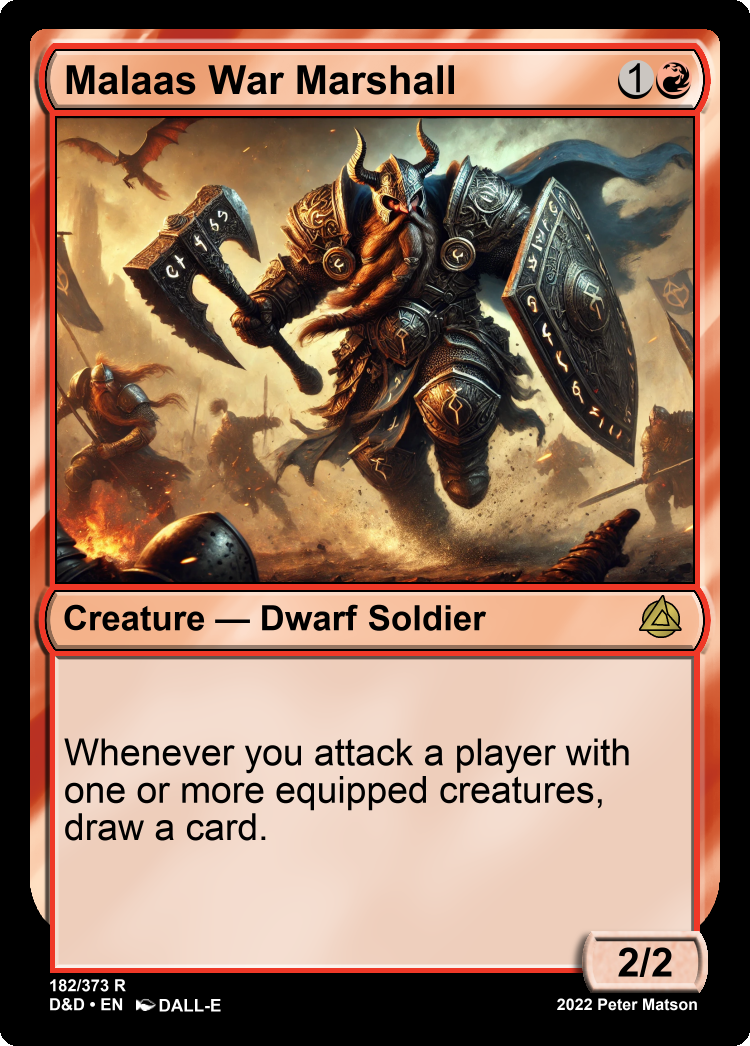 Malaas War Marshall 1
Creature — Dwarf Soldier
Whenever you attack a player with
one or more equipped creatures,
draw a card.
2/2
182/373 R
D&D • EN DALL-E
2022 Peter Matson